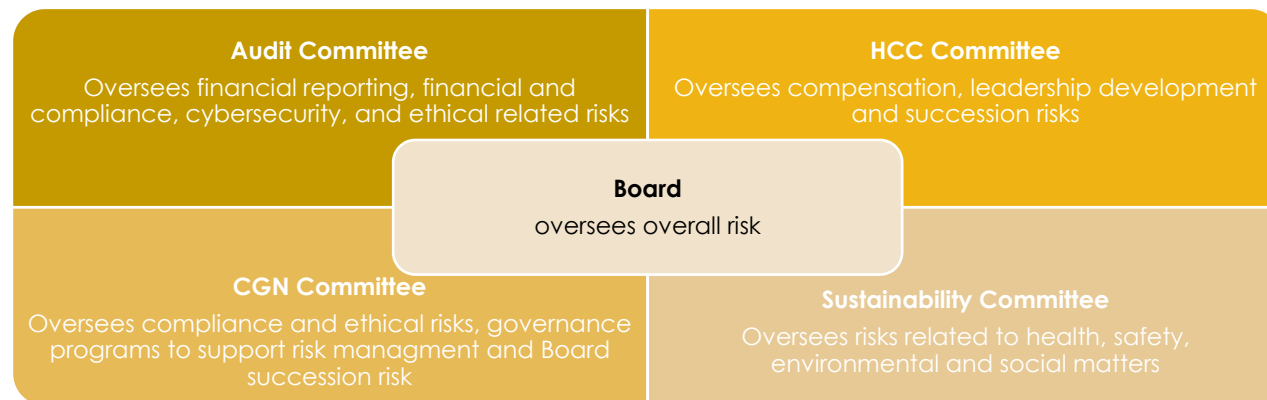 Audit Committee
Oversees financial reporting, financial and
compliance, cybersecurity, and ethical related risks
HCC Committee
Oversees compensation, leadership development
and succession risks
Board
oversees overall risk
CGN Committee
Oversees compliance and ethical risks, governance
programs to support risk managment and Board
succession risk
Sustainability Committee
Oversees risks related to health, safety,
environmental and social matters